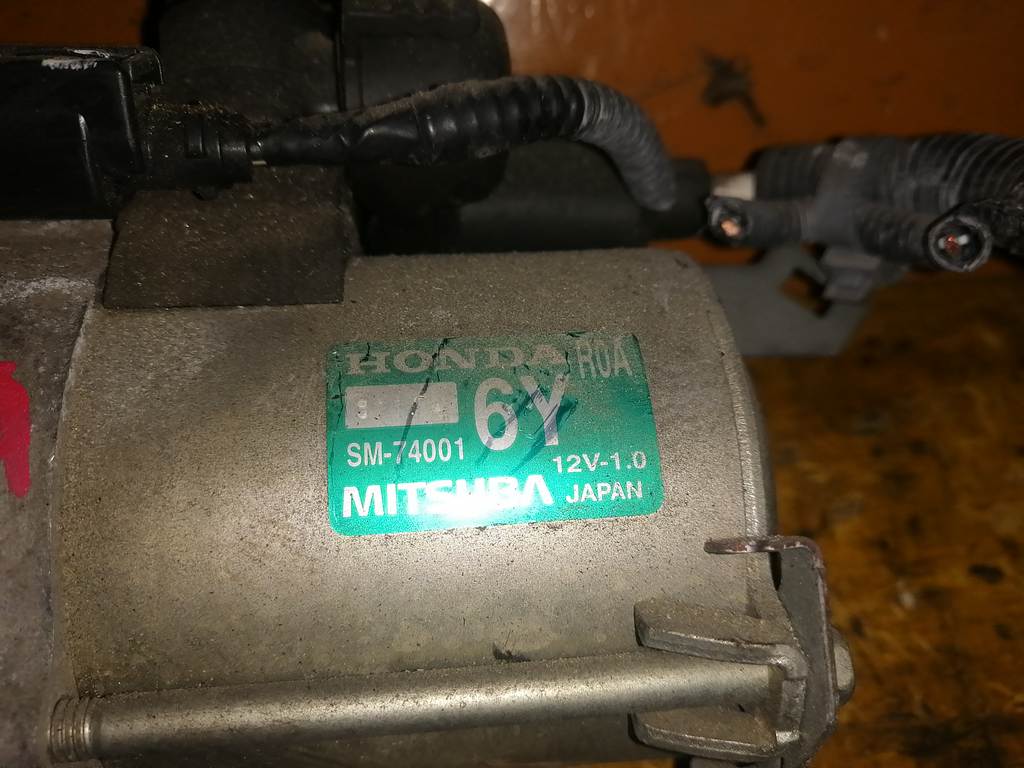 HONDA R0A
6Y
SM-74001
12V-1.0
MITSUBA JAPAN